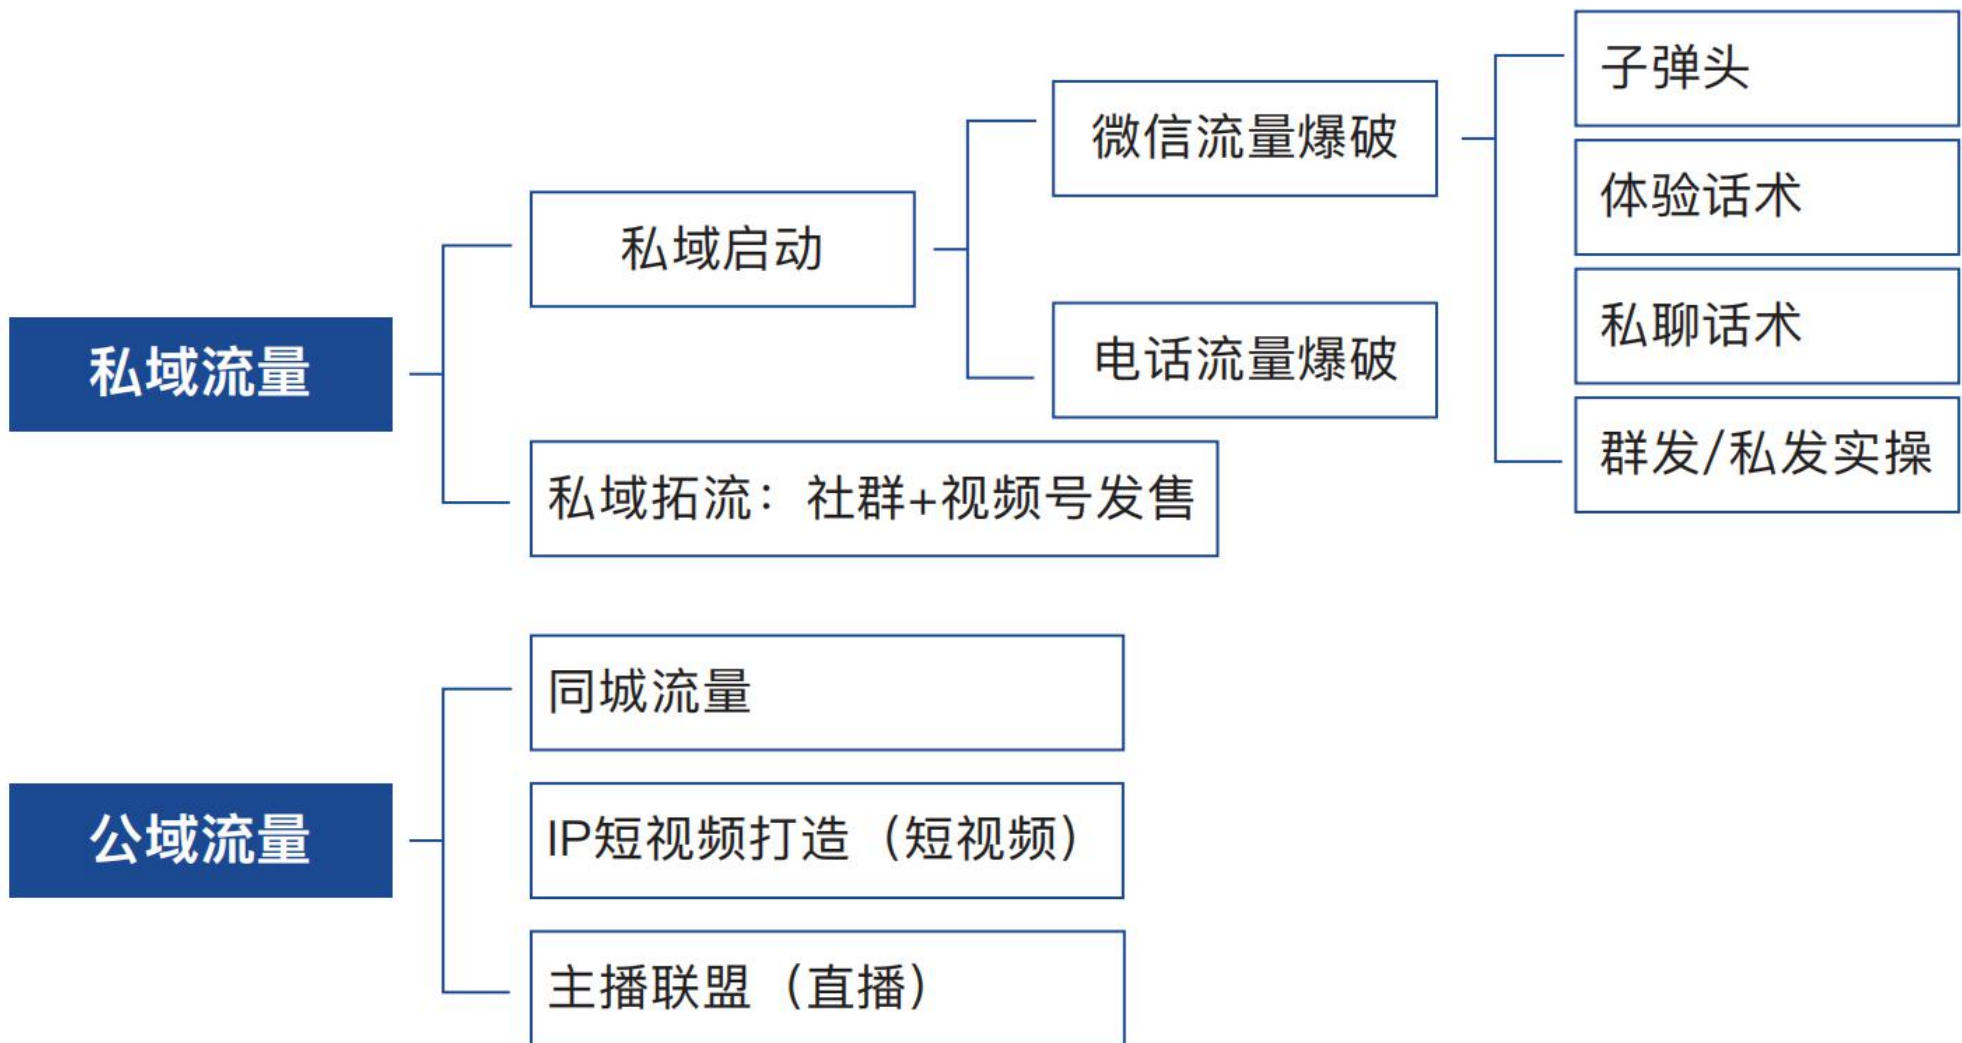 私域流量
私域启动
微信流量爆破
子弹头
体验话术
私聊话术
群发/私发实操
电话流量爆破
私域拓流：社群+视频号发售
公域流量
同城流量
IP短视频打造（短视频）
主播联盟（直播）